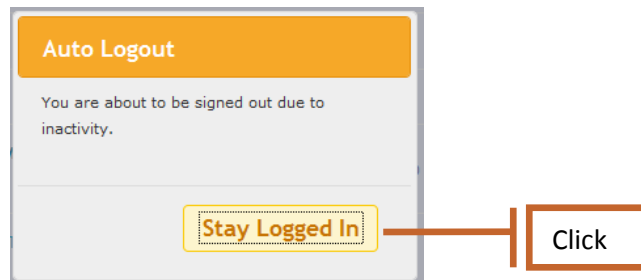 Auto Logout
You are about to be signed out due to
inactivity.
Stay Logged In
Click